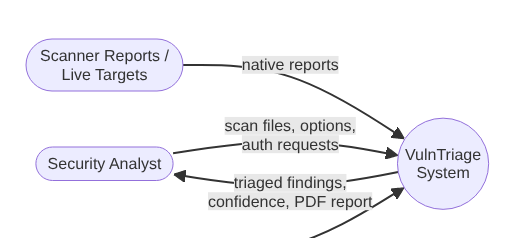 Scanner Reports /
Live Targets
native reports
scan files, options,
auth requests
Security Analyst
VulnTriage
System
triaged findings,
confidence, PDF report